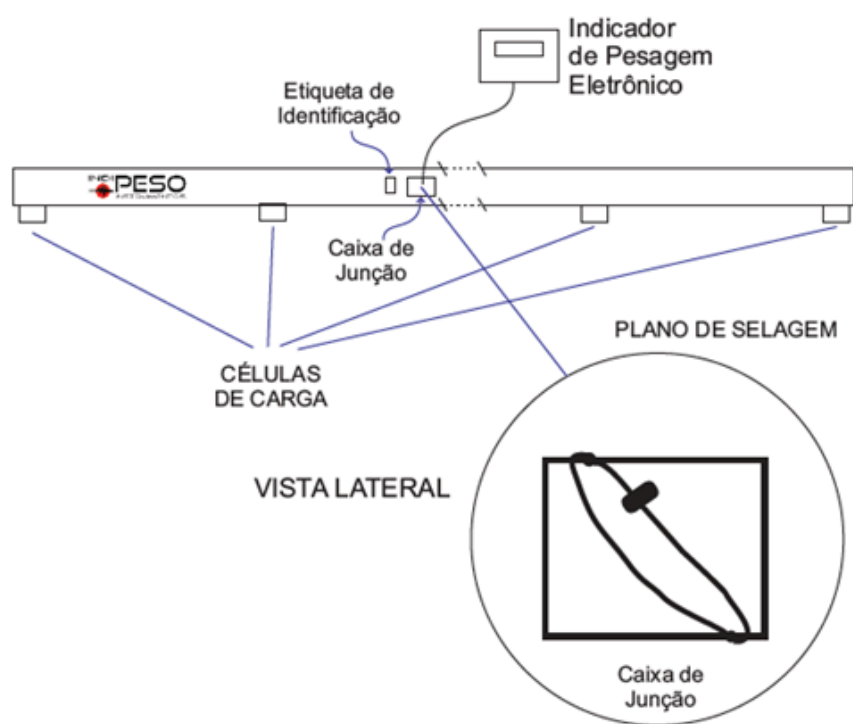 Indicador
de Pesagem
Eletrônico
Etiqueta de
Identificação
INDI
PESO
Caixa de
Junção
PLANO DE SELAGEM
CÉLULAS
DE CARGA
VISTA LATERAL
Caixa de
Junção